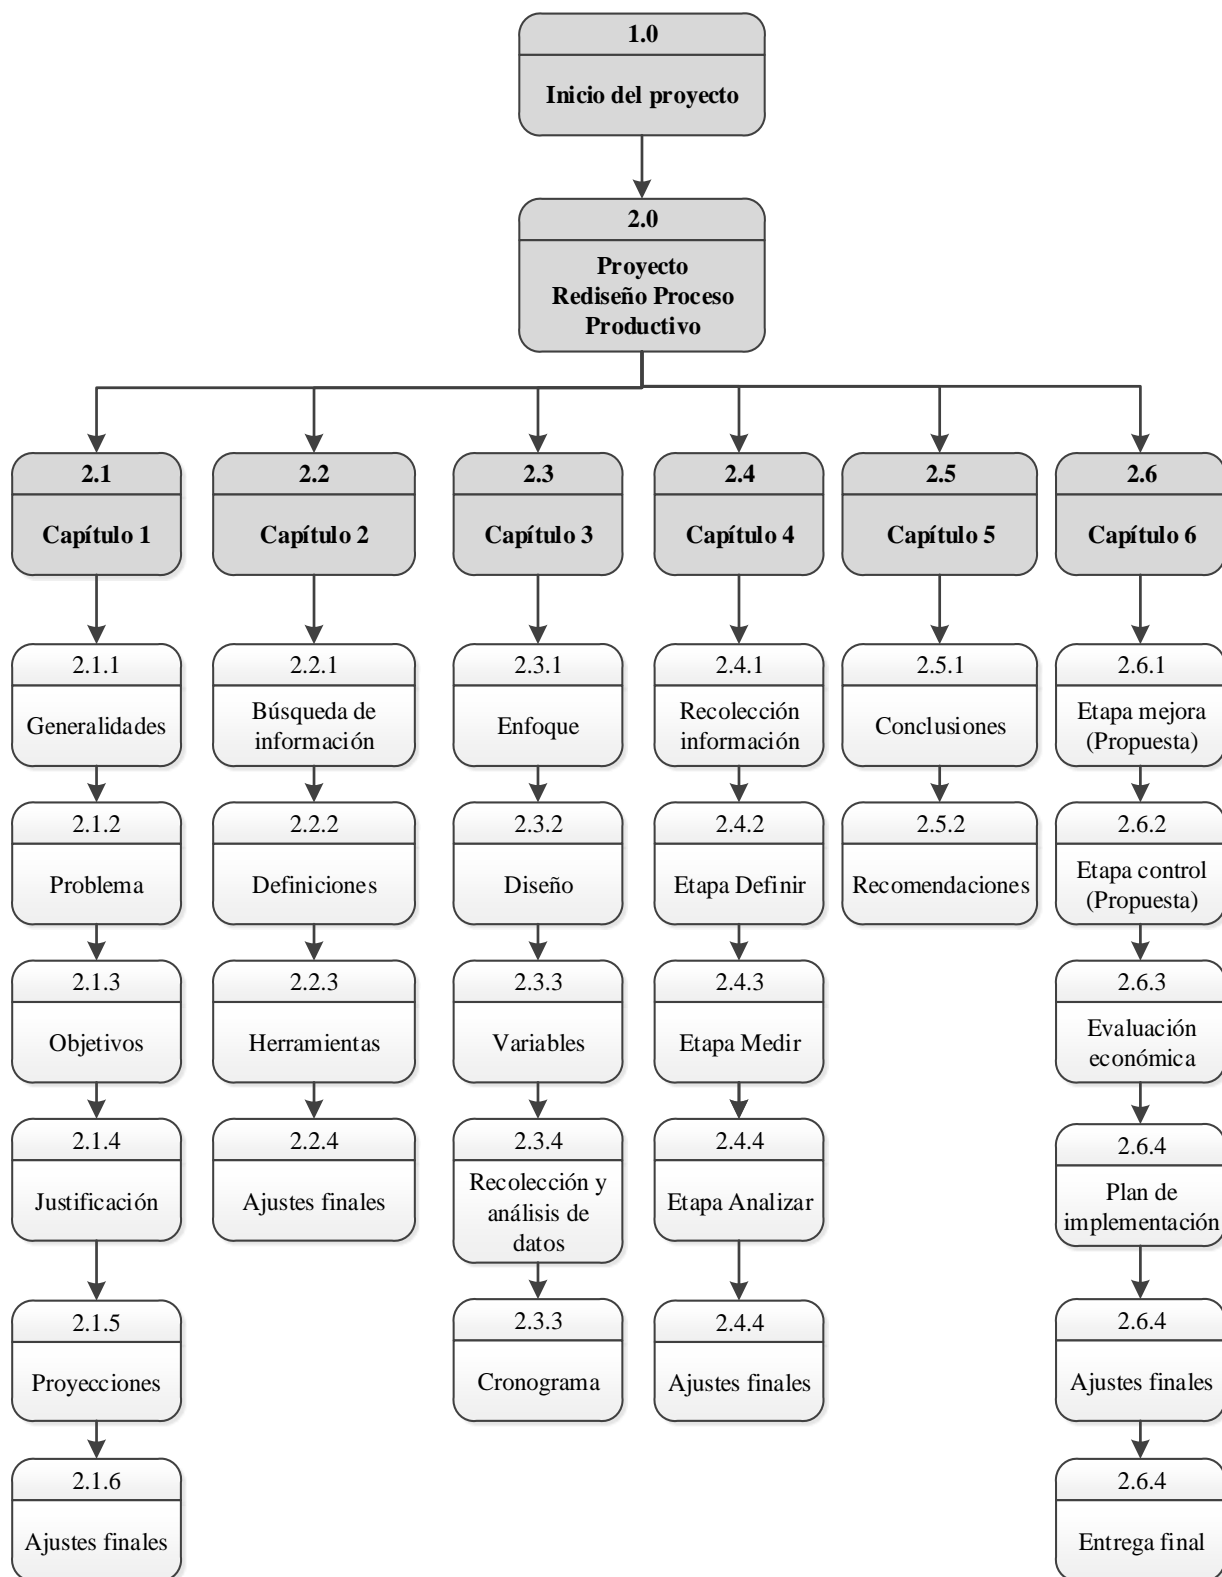 1.0
Inicio del proyecto
2.0
Proyecto
Rediseño Proceso
Productivo
2.1
Capítulo 1
2.1.1
Generalidades
2.1.2
Problema
2.1.3
Objetivos
2.1.4
Justificación
2.1.5
Proyecciones
2.1.6
Ajustes finales
2.2
Capítulo 2
2.2.1
Búsqueda de
información
2.2.2
Definiciones
2.2.3
Herramientas
2.2.4
Ajustes finales
2.3
Capítulo 3
2.3.1
Enfoque
2.3.2
Diseño
2.3.3
Variables
2.3.4
Recolección y
análisis de
datos
2.3.3
Cronograma
2.4
Capítulo 4
2.4.1
Recolección
información
2.4.2
Etapa Definir
2.4.3
Etapa Medir
2.4.4
Etapa Analizar
2.4.4
Ajustes finales
2.5
Capítulo 5
2.5.1
Conclusiones
2.5.2
Recomendaciones
2.6
Capítulo 6
2.6.1
Etapa mejora
(Propuesta)
2.6.2
Etapa control
(Propuesta)
2.6.3
Evaluación
económica
2.6.4
Plan de
implementación
2.6.4
Ajustes finales
2.6.4
Entrega final